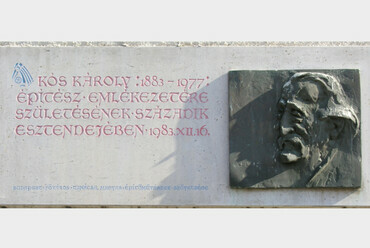 KÓS KÁROLY :1883–1977:
ÉPÍTÉSZ·EMLÉKEZETÉRE
SZÜLETÉSÉNEK·SZÁZADIK
ESZTENDEJÉBEN·1983.XII.16.